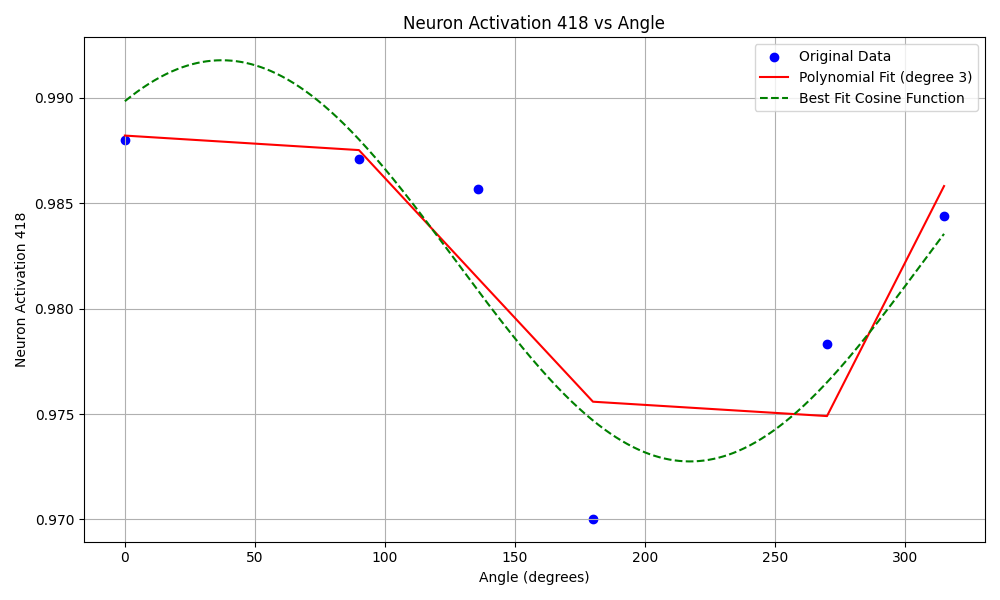 Neuron Activation 418 vs Angle
Original Data
Polynomial Fit (degree 3)
Best Fit Cosine Function
Neuron Activation 418
0.990
0.985
0.980
0.975
0.970
0
50
100
150
200
250
300
Angle (degrees)